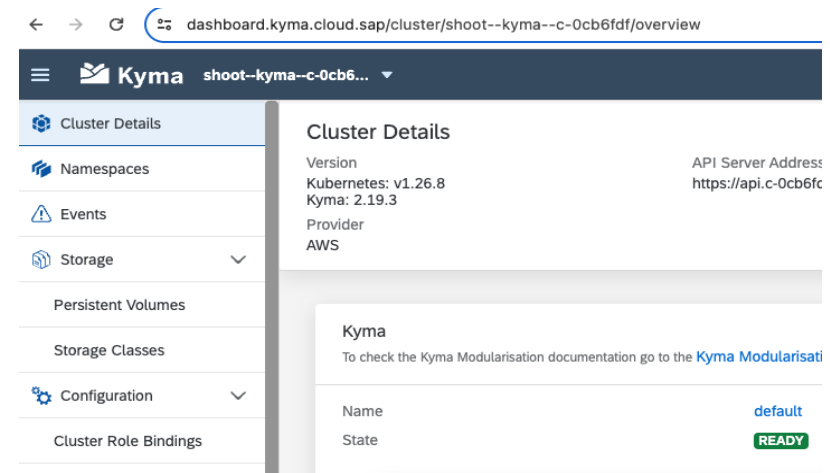 dashboard.kyma.cloud.sap/cluster/shoot--kyma--c-0cb6fdf/overview
Kyma shoot--kyma--c-0cb6...
Cluster Details
Namespaces
Events
Storage
Persistent Volumes
Storage Classes
Configuration
Cluster Role Bindings
Cluster Details
Version
Kubernetes: v1.26.8
Kyma: 2.19.3
Provider
AWS
API Server Address
https://api.c-0cb6fd
Kyma
To check the Kyma Modularisation documentation go to the Kyma Modularisati
Name default
State READY